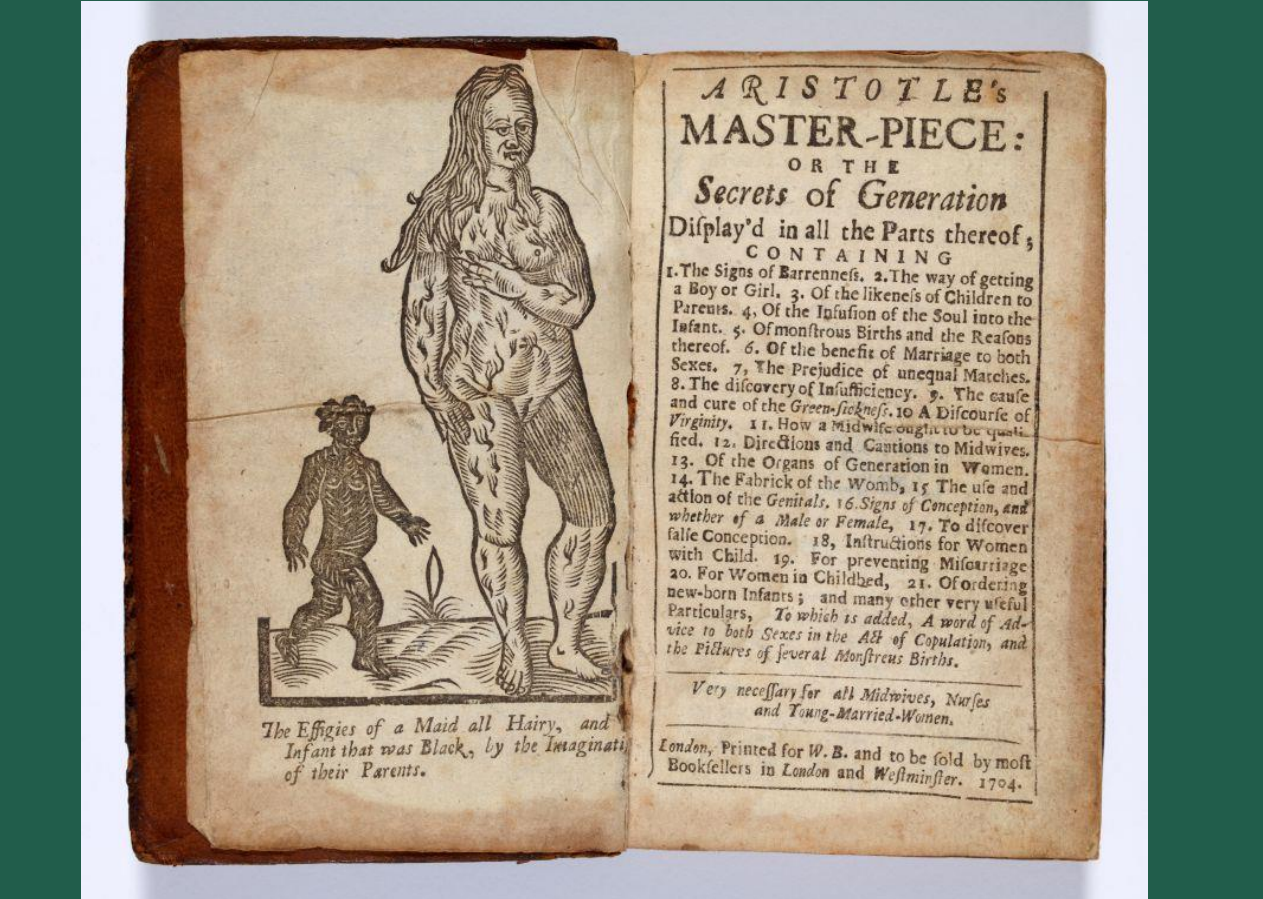 The Effigies of a Maid all Hairy, and
Infant that was Black, by the Imaginati
of their Parents.
ARISTOTLE's
MASTER-PIECE:
OR THE
Secrets of Generation
Diſplay'd in all the Parts thereof;
CONTAINING
1.The Signs of Barrenneſs. 2.The way of getting
a Boy or Girl. 3. Of the likeneſs of Children to
Parents. 4, Of the Infuſion of the Soul into the
Infant. 5. Of monſtrous Births and the Reaſons
thereof. 6. Of the benefit of Marriage to both
Sexes. 7, The Prejudice of unequal Matches.
8. The diſcovery of Inſufficiency. 9. The cauſe
and cure of the Green-ſickneſs. 10 A Diſcourſe of
Virginity. 11. How a Midwife ought to be quali-
fied. 12. Directions and Cautions to Midwives.
13. Of the Organs of Generation in Women.
14. The Fabrick of the Womb, 15 The uſe and
action of the Genitals. 16. Signs of Conception, and
whether of a Male or Female, 17. To diſcover
falſe Conception. 18, Inſtructions for Women
with Child. 19. For preventing Miſcarriage
20. For Women in Childbed, 21. Of ordering
new-born Infants; and many other very uſeful
Particulars, To which is added, A word of Ad-
vice to both Sexes in the Act of Copulation, and
the Pictures of ſeveral Monſtreus Births.
Very neceſſary for all Midwives, Nurſes
and Young-Married-Women.
London, Printed for W. B. and to be ſold by moſt
Bookſellers in London and Weſtminſter. 1704.